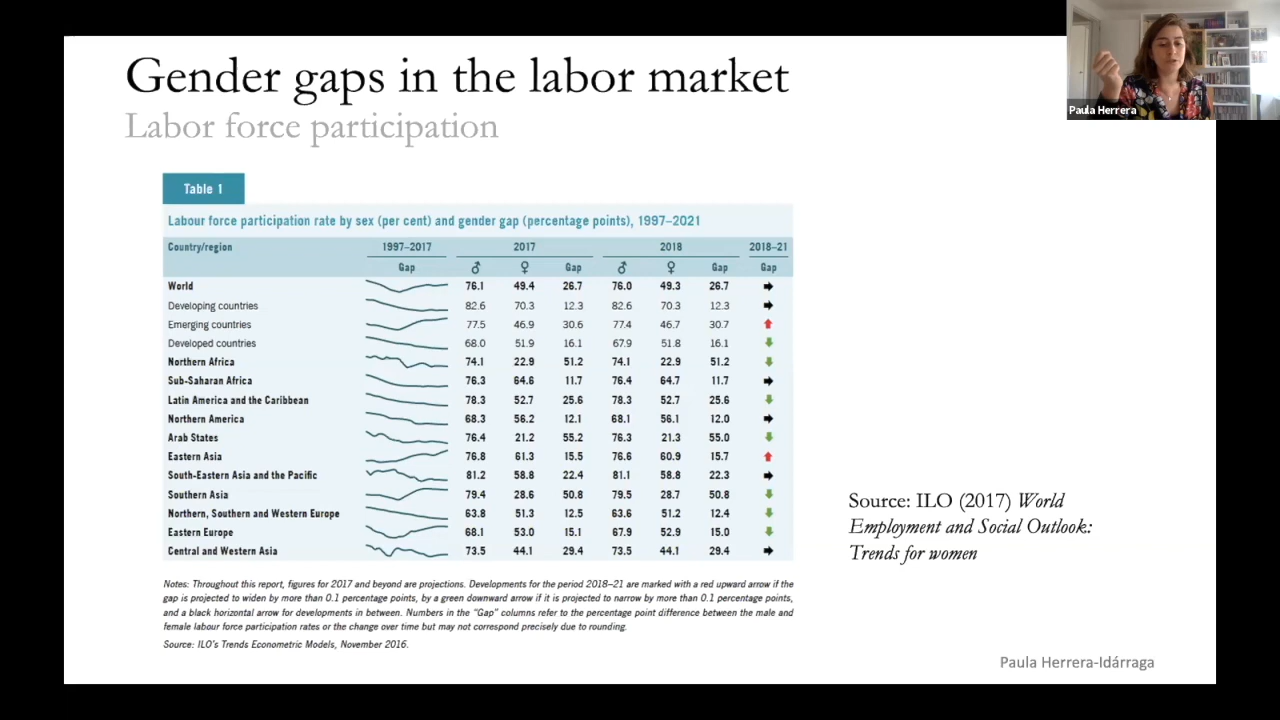 Gender gaps in the labor market
Labor force participation
Paula Herrera
Table 1
Labour force participation rate by sex (per cent) and gender gap (percentage points), 1997–2021
Country/region 1997–2017 2017 2018 2018–21
Gap ♂ ♀ Gap ♂ ♀ Gap Gap
World 76.1 49.4 26.7 76.0 49.3 26.7
Developing countries 82.6 70.3 12.3 82.6 70.3 12.3
Emerging countries 77.5 46.9 30.6 77.4 46.7 30.7
Developed countries 68.0 51.9 16.1 67.9 51.8 16.1
Northern Africa 74.1 22.9 51.2 74.1 22.9 51.2
Sub-Saharan Africa 76.3 64.6 11.7 76.4 64.7 11.7
Latin America and the Caribbean 78.3 52.7 25.6 78.3 52.7 25.6
Northern America 68.3 56.2 12.1 68.1 56.1 12.0
Arab States 76.4 21.2 55.2 76.3 21.3 55.0
Eastern Asia 76.8 61.3 15.5 76.6 60.9 15.7
South-Eastern Asia and the Pacific 81.2 58.8 22.4 81.1 58.8 22.3
Southern Asia 79.4 28.6 50.8 79.5 28.7 50.8
Northern, Southern and Western Europe 63.8 51.3 12.5 63.6 51.2 12.4
Eastern Europe 68.1 53.0 15.1 67.9 52.9 15.0
Central and Western Asia 73.5 44.1 29.4 73.5 44.1 29.4
Notes: Throughout this report, figures for 2017 and beyond are projections. Developments for the period 2018–21 are marked with a red upward arrow if the
gap is projected to widen by more than 0.1 percentage points, by a green downward arrow if it is projected to narrow by more than 0.1 percentage points,
and a black horizontal arrow for developments in between. Numbers in the "Gap" columns refer to the percentage point difference between the male and
female labour force participation rates or the change over time but may not correspond precisely due to rounding.
Source: ILO's Trends Econometric Models, November 2016.
Source: ILO (2017) World
Employment and Social Outlook:
Trends for women
Paula Herrera-Idárraga